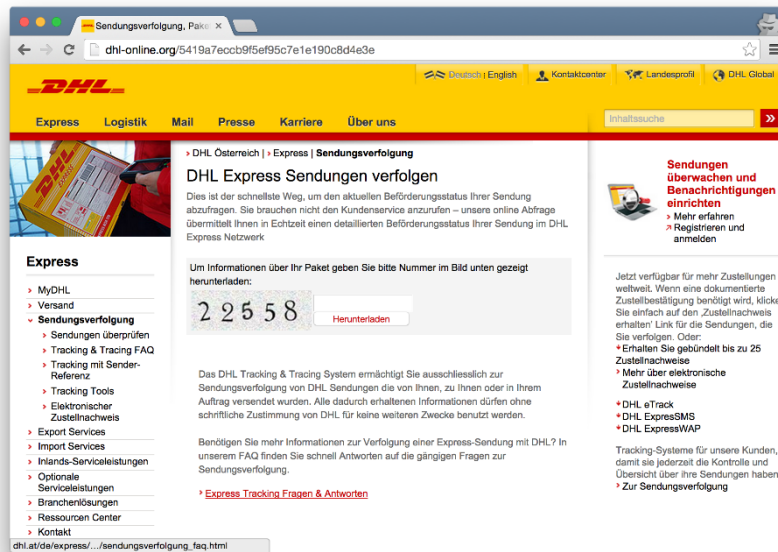 Sendungsverfolgung, Pake
dhl-online.org/5419a7eccb9f5ef95c7e1e190c8d4e3e
Deutsch | English
Kontaktcenter
Landesprofil
DHL Global
DHL
Express Logistik Mail Presse Karriere Über uns
Inhaltssuche
DHL Österreich | Express | Sendungsverfolgung
DHL Express Sendungen verfolgen
Dies ist der schnellste Weg, um den aktuellen Beförderungsstatus Ihrer Sendung
abzufragen. Sie brauchen nicht den Kundenservice anzurufen – unsere online Abfrage
übermittelt Ihnen in Echtzeit einen detaillierten Beförderungsstatus Ihrer Sendung im DHL
Express Netzwerk
Um Informationen über Ihr Paket geben Sie bitte Nummer im Bild unten gezeigt
herunterladen:
22558
Herunterladen
Das DHL Tracking & Tracing System ermächtigt Sie ausschliesslich zur
Sendungsverfolgung von DHL Sendungen die von Ihnen, zu Ihnen oder in Ihrem
Auftrag versendet wurden. Alle dadurch erhaltenen Informationen dürfen ohne
schriftliche Zustimmung von DHL für keine weiteren Zwecke benutzt werden.
Benötigen Sie mehr Informationen zur Verfolgung einer Express-Sendung mit DHL? In
unserem FAQ finden Sie schnell Antworten auf die gängigen Fragen zur
Sendungsverfolgung.
Express Tracking Fragen & Antworten
Express
MyDHL
Versand
Sendungsverfolgung
Sendungen überprüfen
Tracking & Tracing FAQ
Tracking mit Sender-
Referenz
Tracking Tools
Elektronischer
Zustellnachweis
Export Services
Import Services
Inlands-Serviceleistungen
Optionale
Serviceleistungen
Branchenlösungen
Ressourcen Center
Kontakt
Sendungen
überwachen und
Benachrichtigungen
einrichten
Mehr erfahren
Registrieren und
anmelden
Jetzt verfügbar für mehr Zustellungen
weltweit. Wenn eine dokumentierte
Zustellbestätigung benötigt wird, klicke
Sie einfach auf den ‚Zustellnachweis
erhalten' Link für die Sendungen, die
Sie verfolgen. Oder:
Erhalten Sie gebündelt bis zu 25
Zustellnachweise
Mehr über elektronische
Zustellnachweise
DHL eTrack
DHL ExpresSMS
DHL ExpressWAP
Tracking-Systeme für unsere Kunden,
damit sie jederzeit die Kontrolle und
Übersicht über ihre Sendungen haben
Zur Sendungsverfolgung
dhl.at/de/express/.../sendungsverfolgung_faq.html